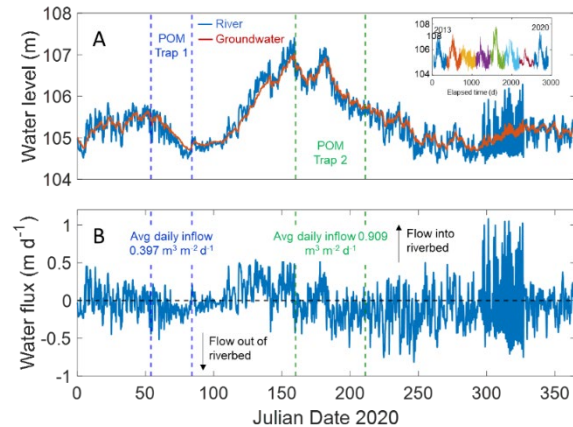 A
River
Groundwater
POM
Trap 1
POM
Trap 2
Water level (m)
108
107
106
105
104
108
106
104
2013
2020
0
1000
2000
3000
Elapsed time (d)
B
Avg daily inflow
0.397 m³ m⁻² d⁻¹
Avg daily inflow 0.909
m³ m⁻² d⁻¹
Flow into
riverbed
Flow out of
riverbed
Water flux (m d⁻¹)
1
0.5
0
-0.5
-1
0
50
100
150
200
250
300
350
Julian Date 2020